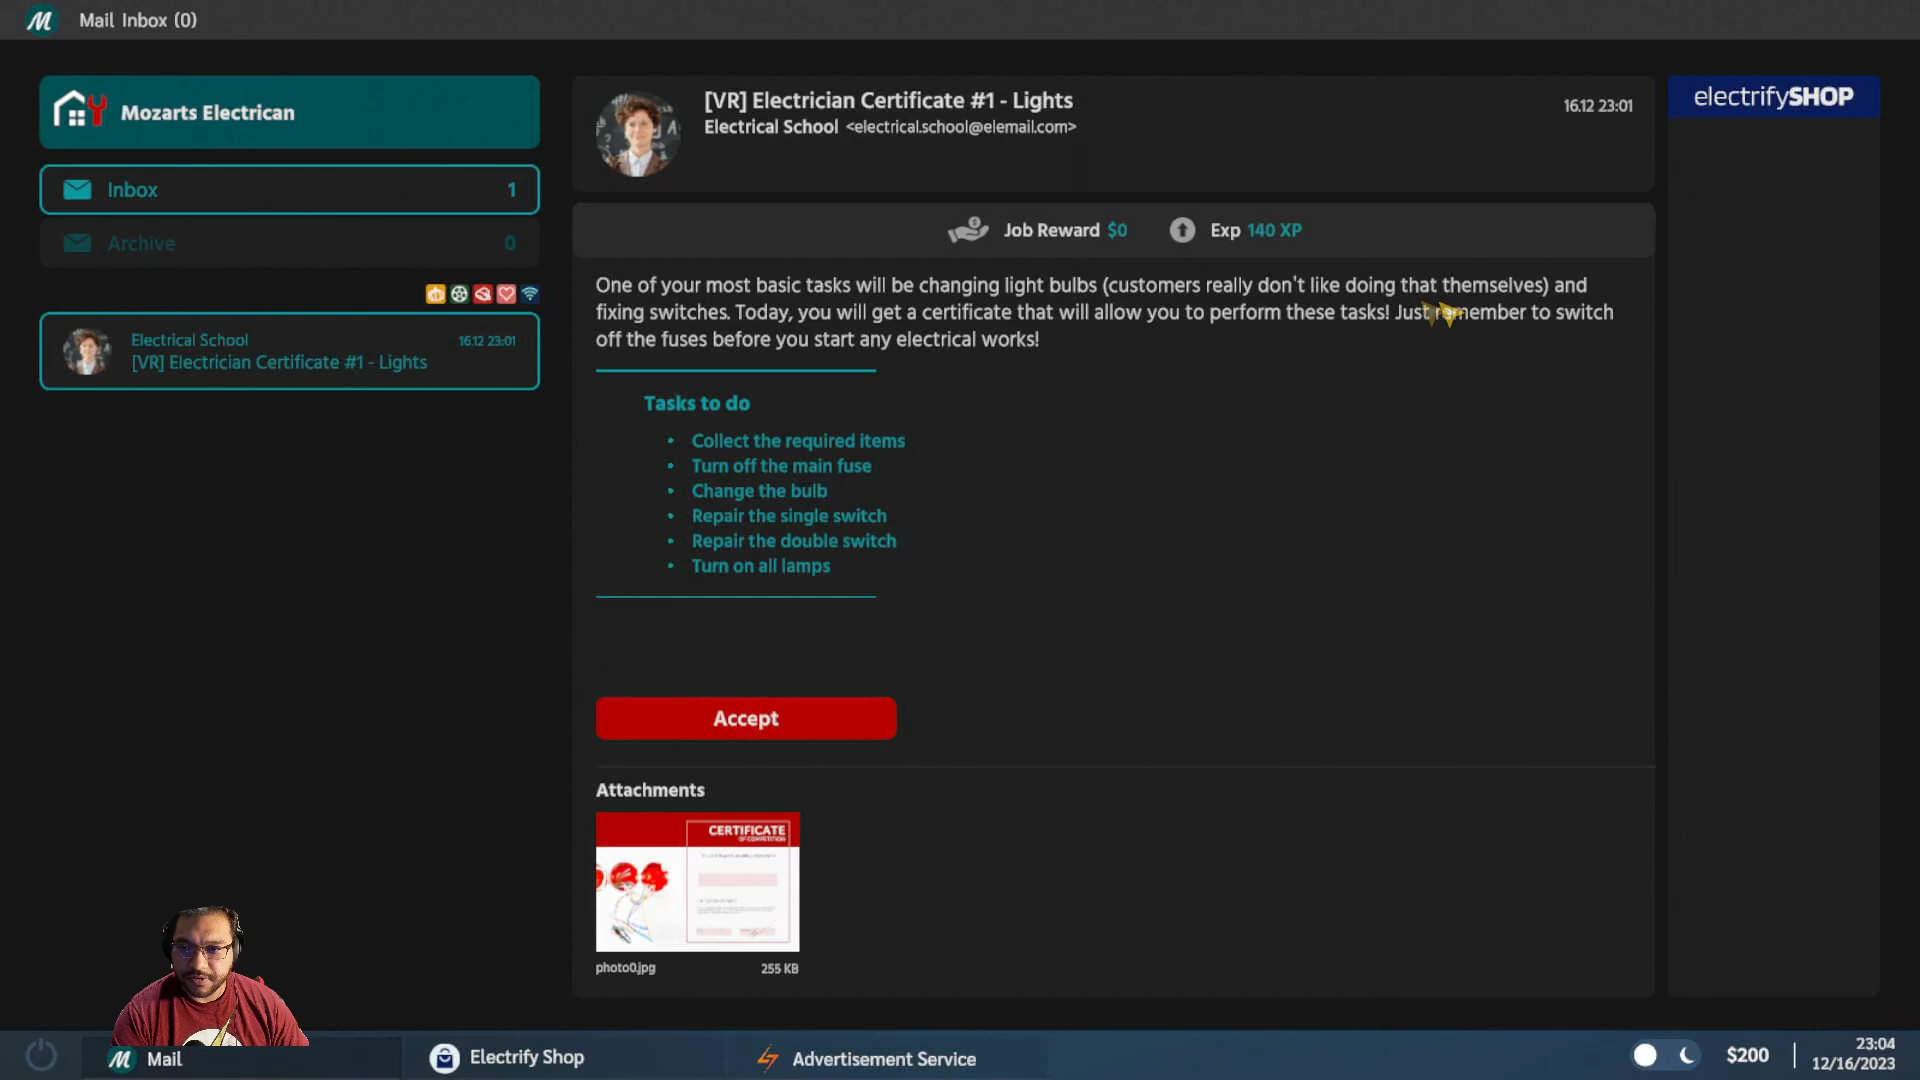 Mail Inbox (0)
Mozarts Electrican
Inbox 1
Archive 0
Electrical School 16.12 23:01
[VR] Electrician Certificate #1 - Lights
[VR] Electrician Certificate #1 - Lights
Electrical School <electrical.school@elemail.com>
16.12 23:01
Job Reward $0 Exp 140 XP
One of your most basic tasks will be changing light bulbs (customers really don't like doing that themselves) and
fixing switches. Today, you will get a certificate that will allow you to perform these tasks! Just remember to switch
off the fuses before you start any electrical works!
Tasks to do
• Collect the required items
• Turn off the main fuse
• Change the bulb
• Repair the single switch
• Repair the double switch
• Turn on all lamps
Accept
Attachments
CERTIFICATE
OF COMPETITION
photo0.jpg 255 KB
electrifySHOP
Mail
Electrify Shop
Advertisement Service
$200
23:04
12/16/2023